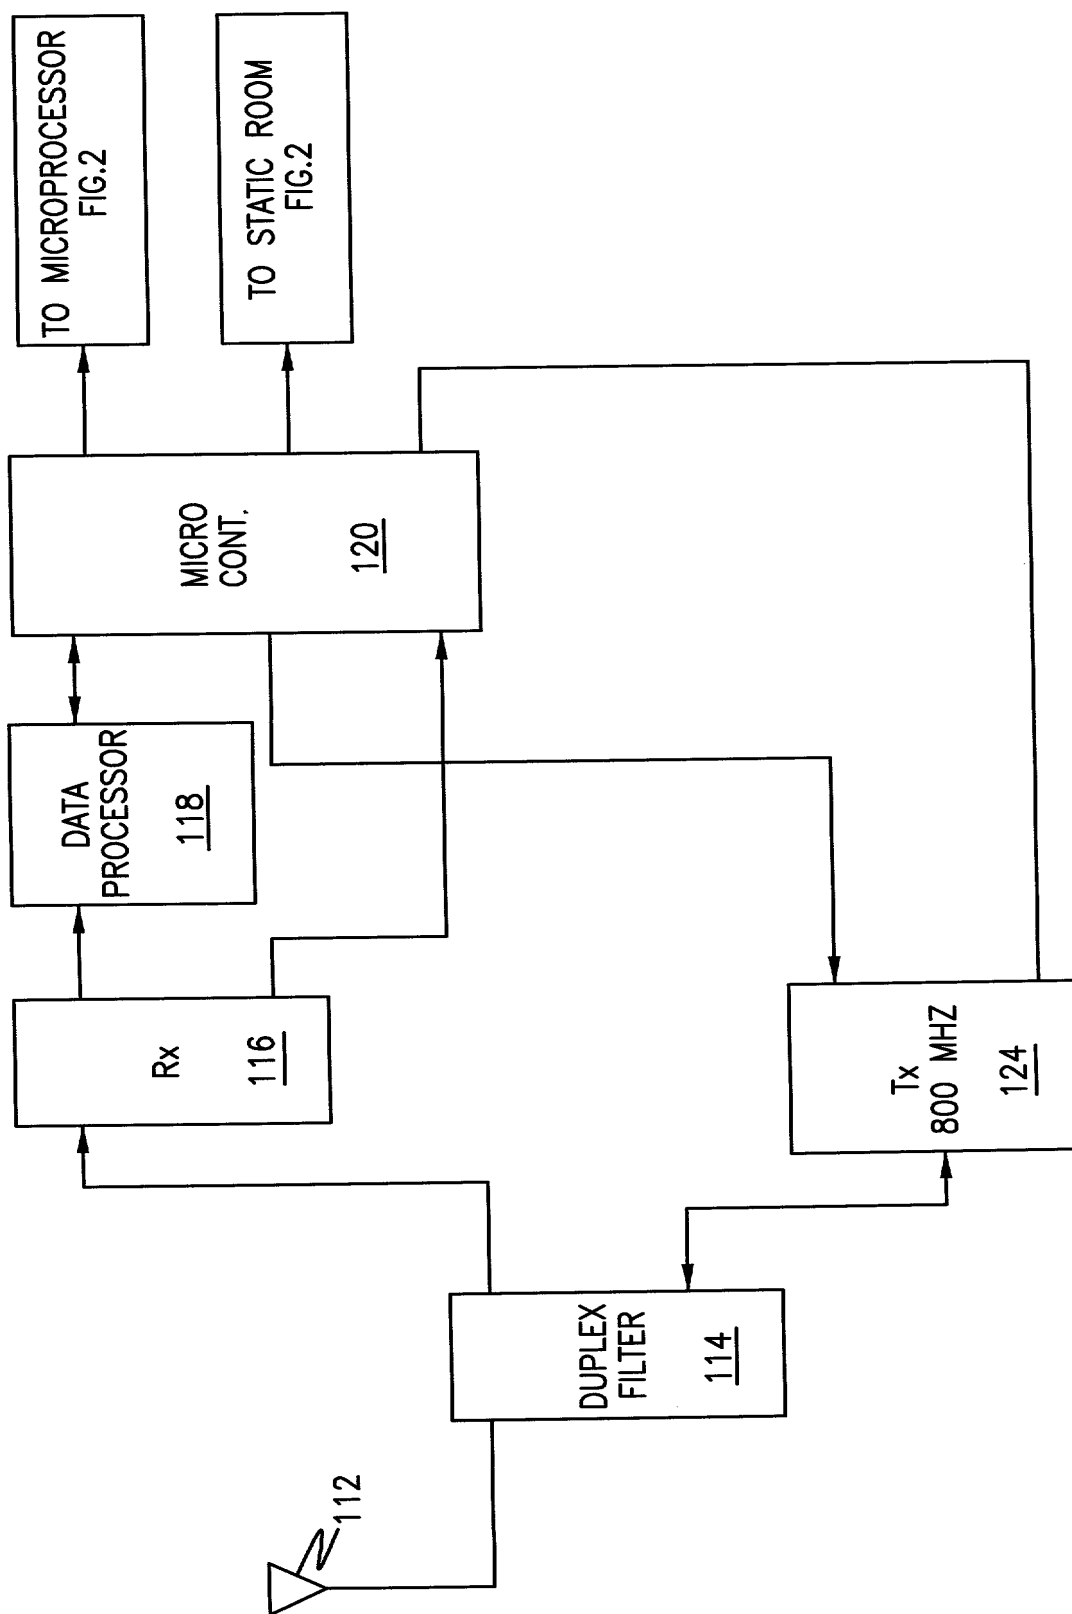 112
DUPLEX
FILTER
114
Rx
116
DATA
PROCESSOR
118
MICRO
CONT.
120
TO MICROPROCESSOR
FIG.2
TO STATIC ROOM
FIG.2
Tx
800 MHZ
124